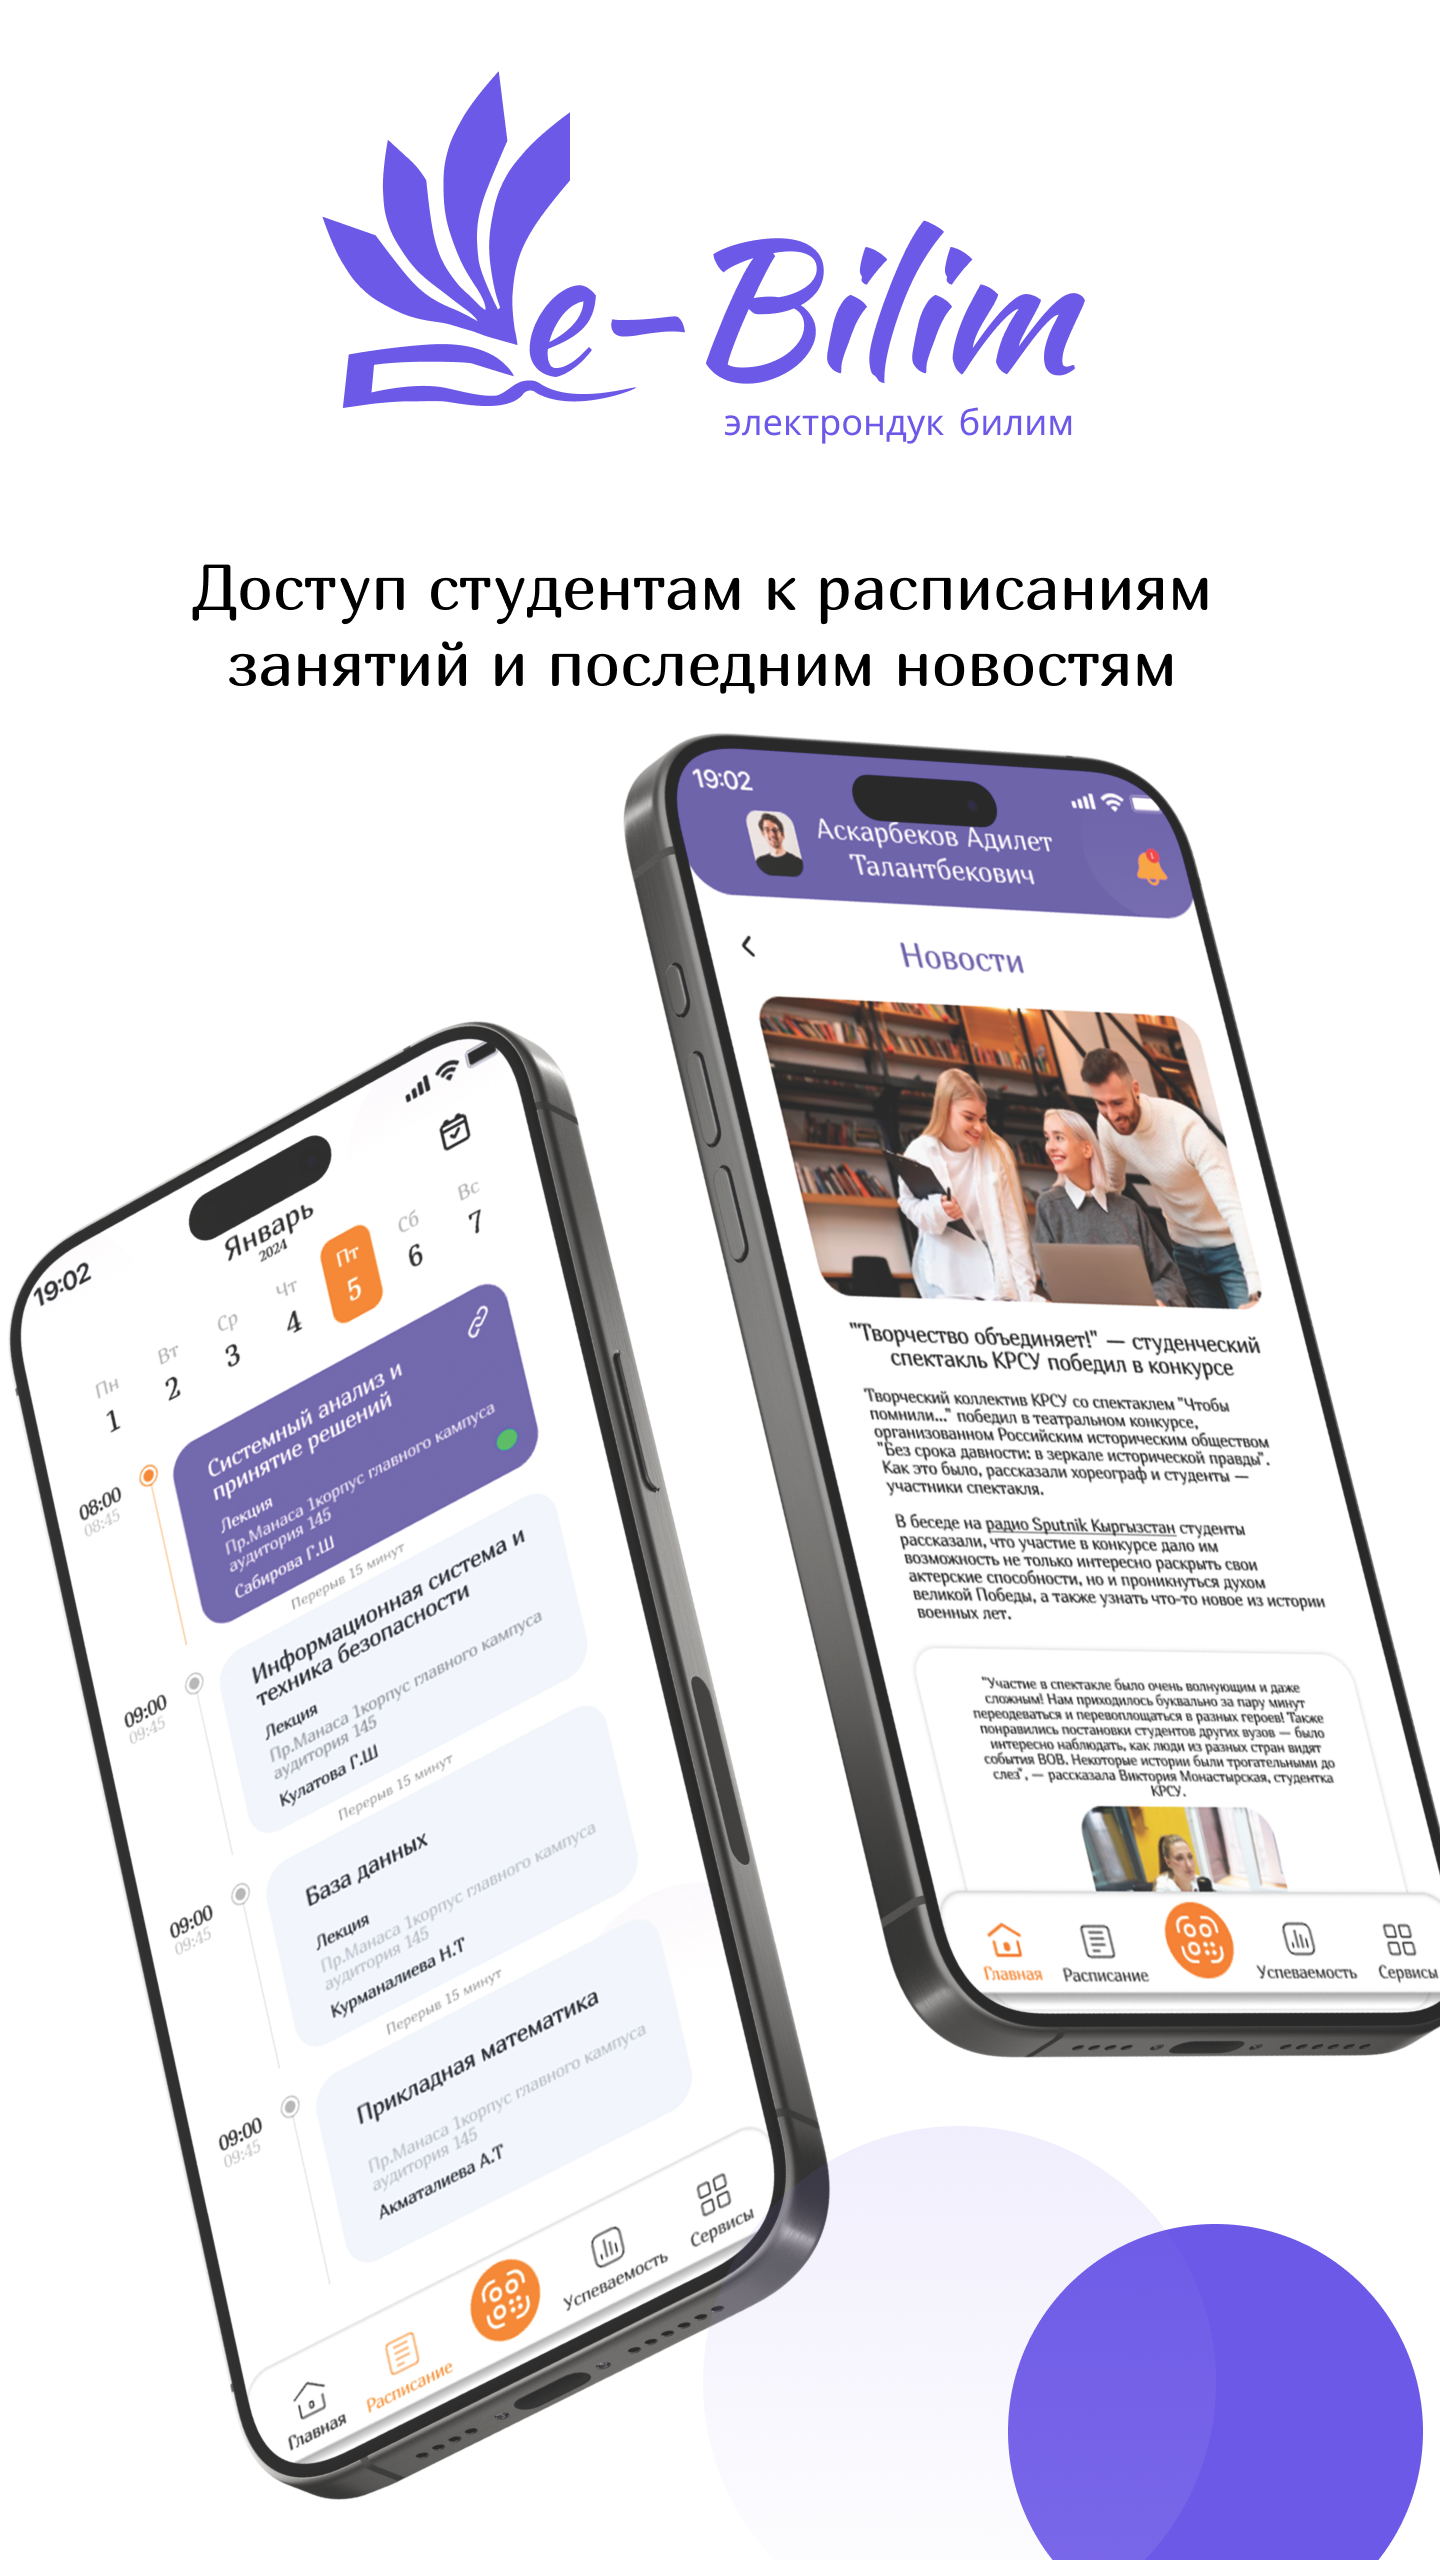 e-Bilim
электрондук билим
Доступ студентам к расписаниям
занятий и последним новостям
19:02
Аскарбеков Адилет
Талантбекович
1
Новости
"Творчество объединяет!" — студенческий
спектакль КРСУ победил в конкурсе
Творческий коллектив КРСУ со спектаклем "Чтобы
помнили..." победил в театральном конкурсе,
организованном Российским историческим обществом
"Без срока давности: в зеркале исторической правды".
Как это было, рассказали хореограф и студенты —
участники спектакля.
В беседе на радио Sputnik Кыргызстан студенты
рассказали, что участие в конкурсе дало им
возможность не только интересно раскрыть свои
актерские способности, но и проникнуться духом
великой Победы, а также узнать что-то новое из истории
военных лет.
"Участие в спектакле было очень волнующим и даже
сложным! Нам приходилось буквально за пару минут
переодеваться и перевоплощаться в разных героев! Также
понравились постановки студентов других вузов — было
интересно наблюдать, как люди из разных стран видят
события ВОВ. Некоторые истории были трогательными до
слез", — рассказала Виктория Монастырская, студентка
КРСУ.
Главная
Расписание
Успеваемость
Сервисы
19:02
Январь
2024
Пн Вт Ср Чт Пт Сб Вс
1 2 3 4 5 6 7
08:00
08:45
Системный анализ и
принятие решений
Лекция
Пр.Манаса 1корпус главного кампуса
аудитория 145
Сабирова Г.Ш
Перерыв 15 минут
09:00
09:45
Информационная система и
техника безопасности
Лекция
Пр.Манаса 1корпус главного кампуса
аудитория 145
Кулатова Г.Ш
Перерыв 15 минут
09:00
09:45
База данных
Лекция
Пр.Манаса 1корпус главного кампуса
аудитория 145
Курманалиева Н.Т
Перерыв 15 минут
09:00
09:45
Прикладная математика
Пр.Манаса 1корпус главного кампуса
аудитория 145
Акматалиева А.Т
Главная
Расписание
Успеваемость
Сервисы